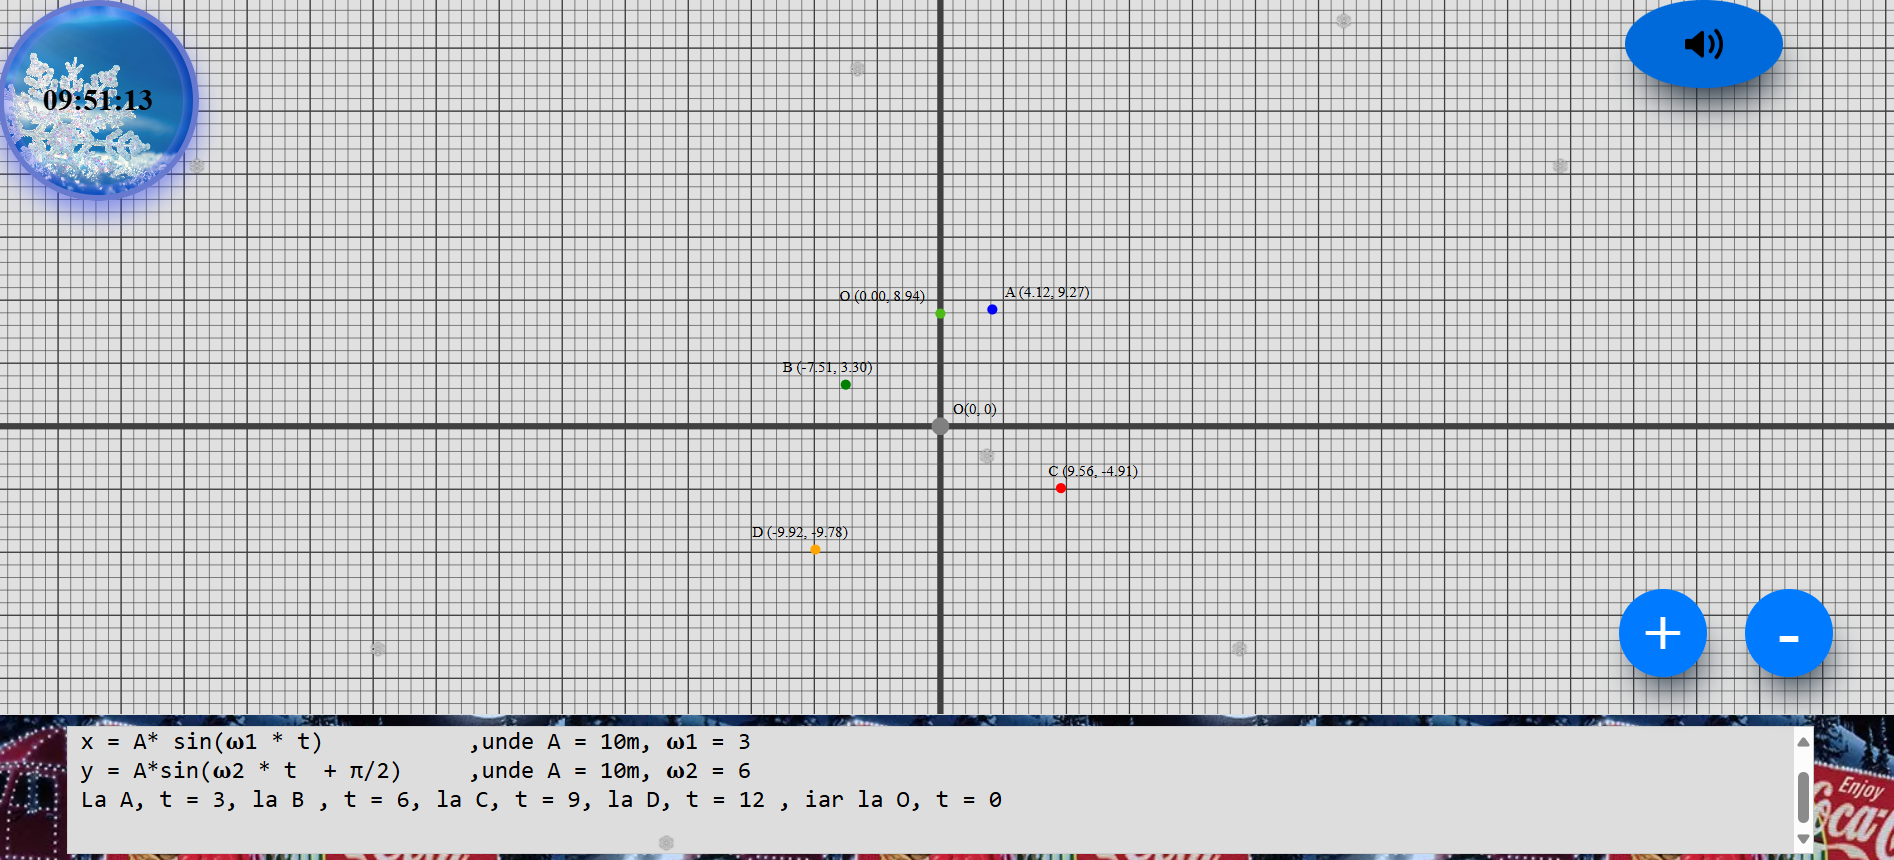 09:51:13
O (0.00, 8.94)
A (4.12, 9.27)
B (-7.51, 3.30)
O(0, 0)
C (9.56, -4.91)
D (-9.92, -9.78)
+
-
x = A* sin(ω1 * t)          ,unde A = 10m, ω1 = 3
y = A*sin(ω2 * t  + π/2)     ,unde A = 10m, ω2 = 6
La A, t = 3, la B , t = 6, la C, t = 9, la D, t = 12 , iar la O, t = 0
Enjoy